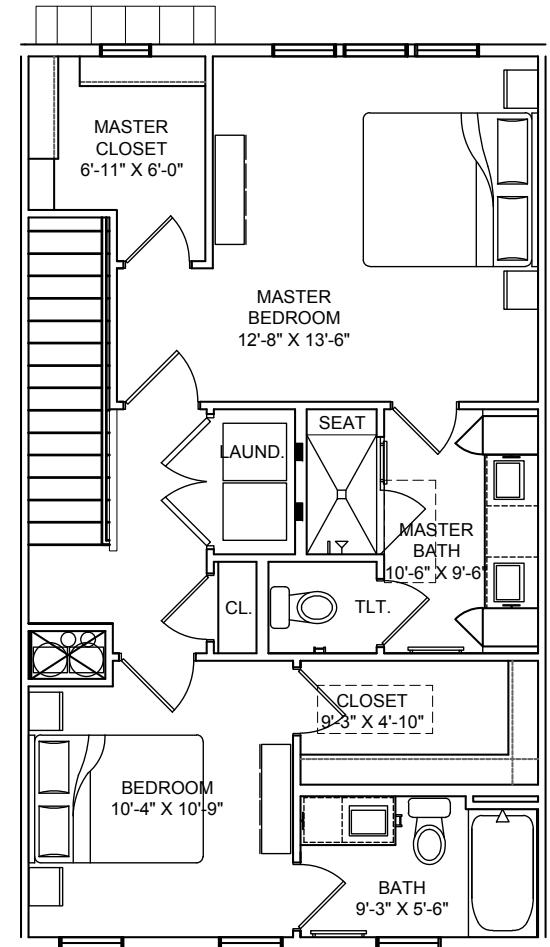 MASTER
CLOSET
6'-11" X 6'-0"
MASTER
BEDROOM
12'-8" X 13'-6"
SEAT
LAUND.
MASTER
BATH
10'-6" X 9'-6"
CL.
TLT.
CLOSET
9'-3" X 4'-10"
BEDROOM
10'-4" X 10'-9"
BATH
9'-3" X 5'-6"